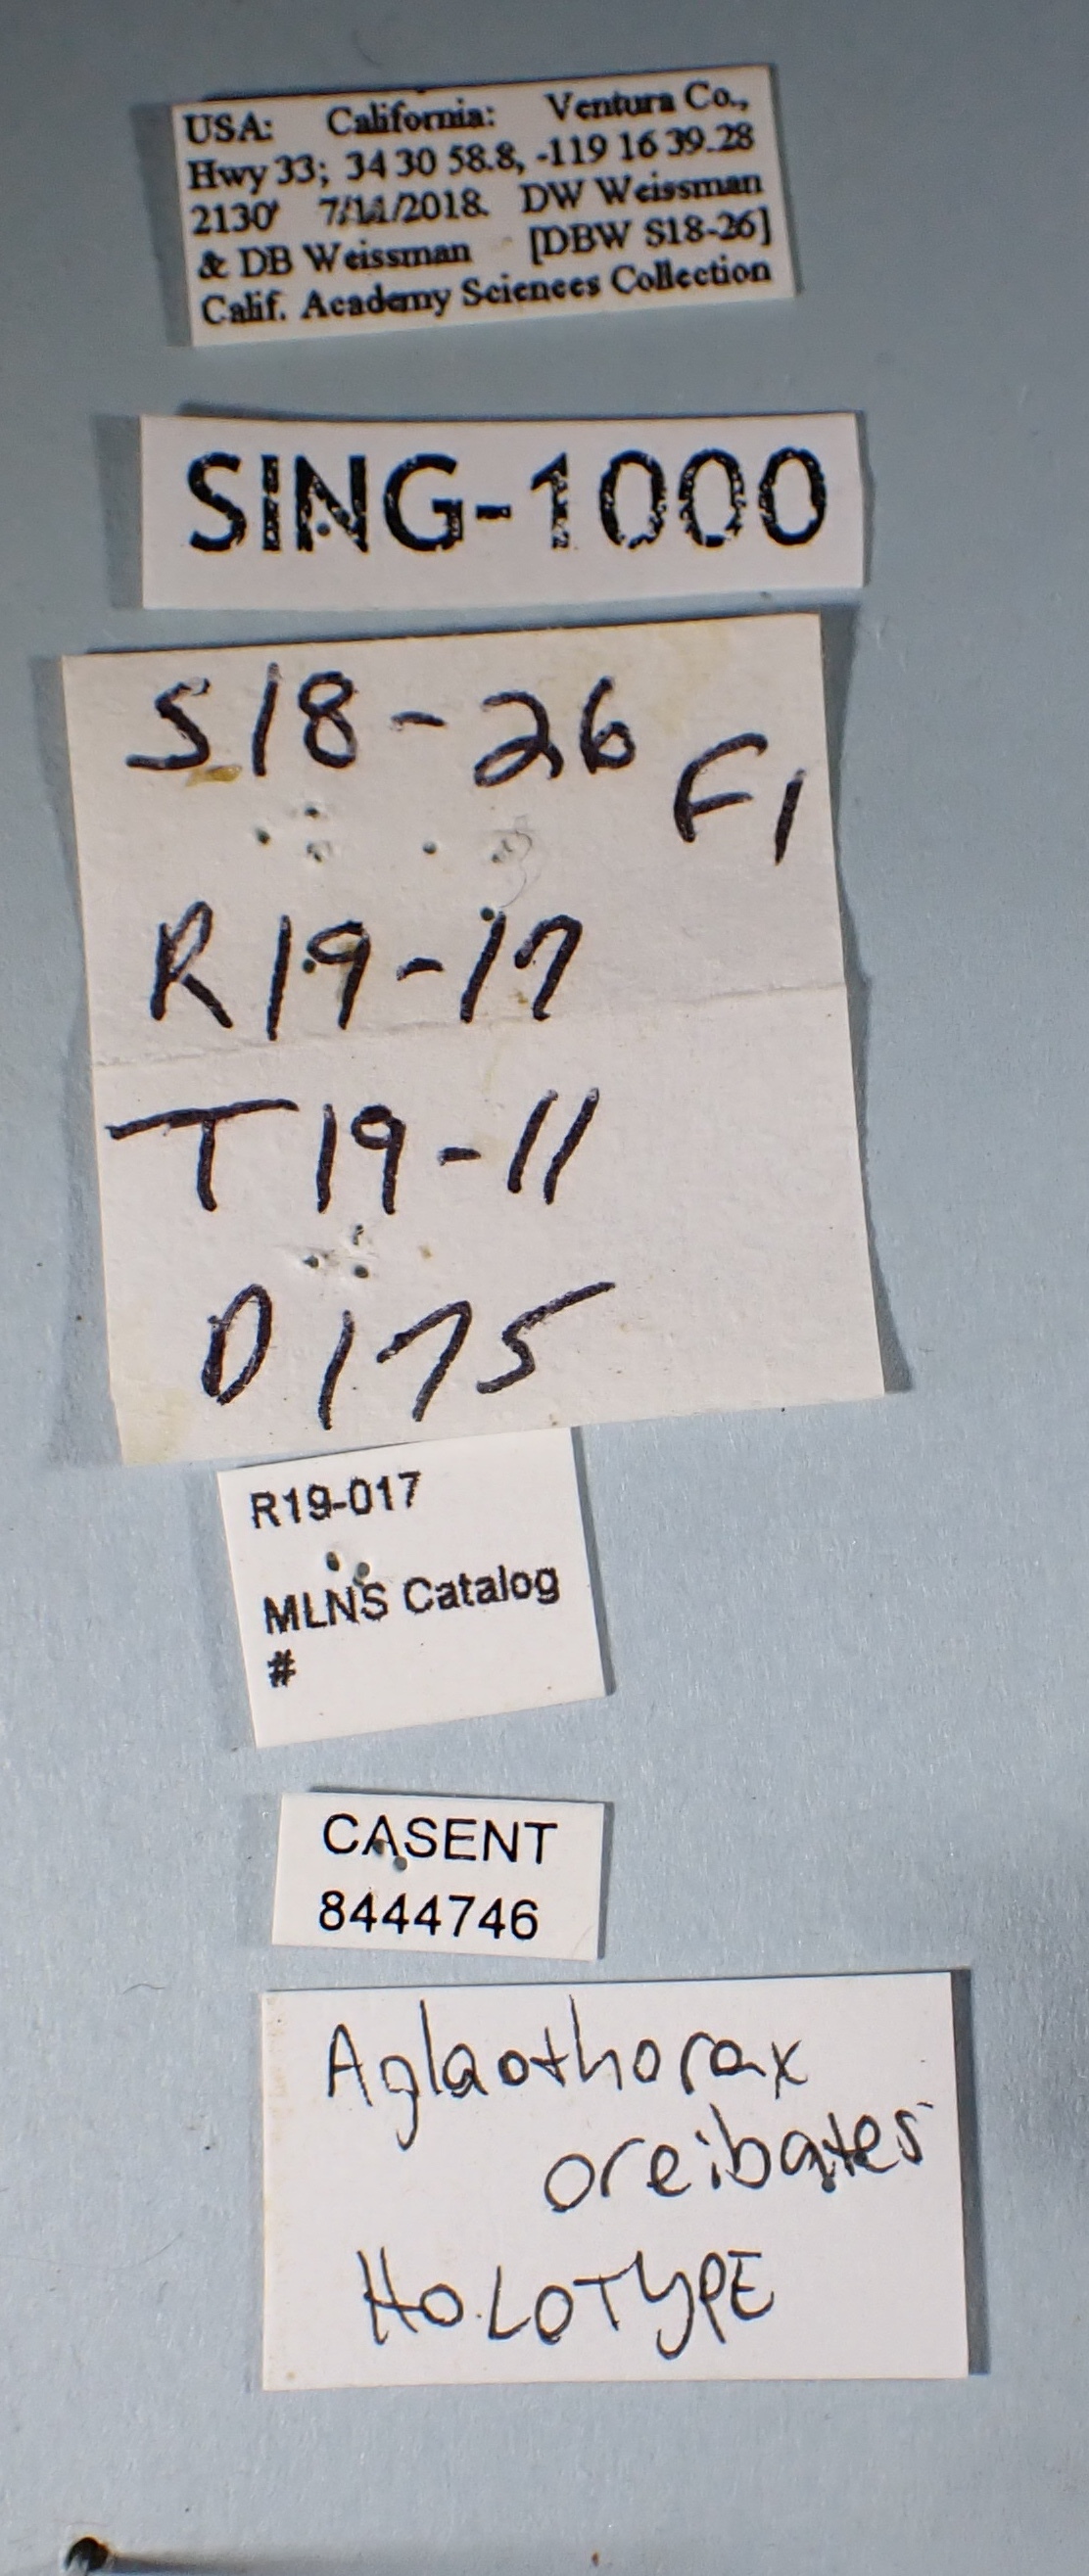 USA: California: Ventura Co.,
Hwy 33; 34 30 58.8, -119 16 39.28
2130' 7/11/2018. DW Weissman
& DB Weissman [DBW S18-26]
Calif. Academy Sciences Collection
SING-1000
S18-26 F1
R19-17
T19-11
D175
R19-017
MLNS Catalog
#
CASENT
8444746
Aglaothorax
oreibates
HOLOTYPE